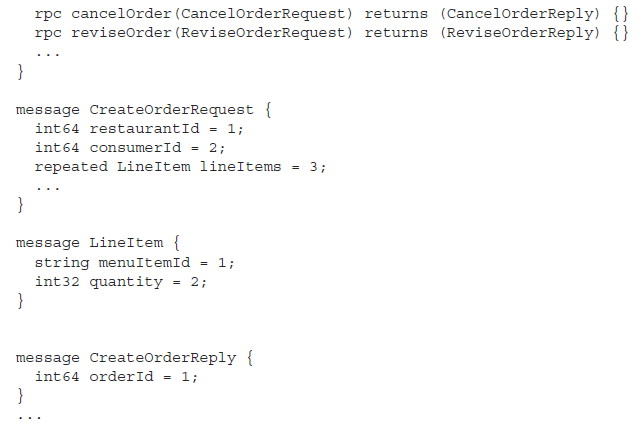 rpc cancelOrder(CancelOrderRequest) returns (CancelOrderReply) {}
rpc reviseOrder(ReviseOrderRequest) returns (ReviseOrderReply) {}
...
}
message CreateOrderRequest {
int64 restaurantId = 1;
int64 consumerId = 2;
repeated LineItem lineItems = 3;
...
}
message LineItem {
string menuItemId = 1;
int32 quantity = 2;
}
message CreateOrderReply {
int64 orderId = 1;
}
...